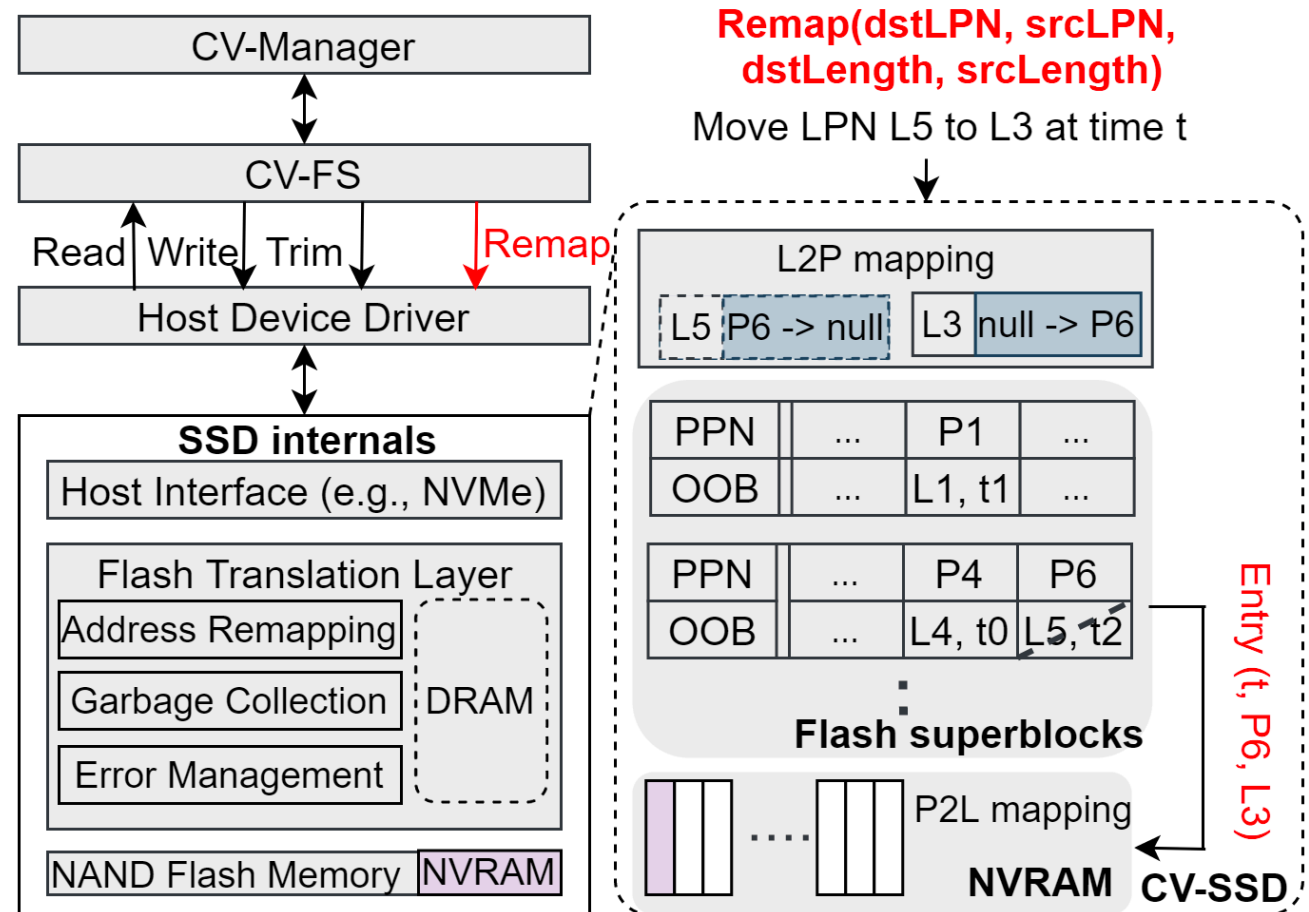 CV-Manager
CV-FS
Read Write Trim Remap
Host Device Driver
SSD internals
Host Interface (e.g., NVMe)
Flash Translation Layer
Address Remapping
Garbage Collection
Error Management
DRAM
NAND Flash Memory NVRAM
Remap(dstLPN, srcLPN,
dstLength, srcLength)
Move LPN L5 to L3 at time t
L2P mapping
L5 P6 -> null L3 null -> P6
PPN ... P1 ...
OOB ... L1, t1 ...
PPN ... P4 P6
OOB ... L4, t0 L5, t2
Flash superblocks
Entry (t, P6, L3)
P2L mapping
NVRAM
CV-SSD